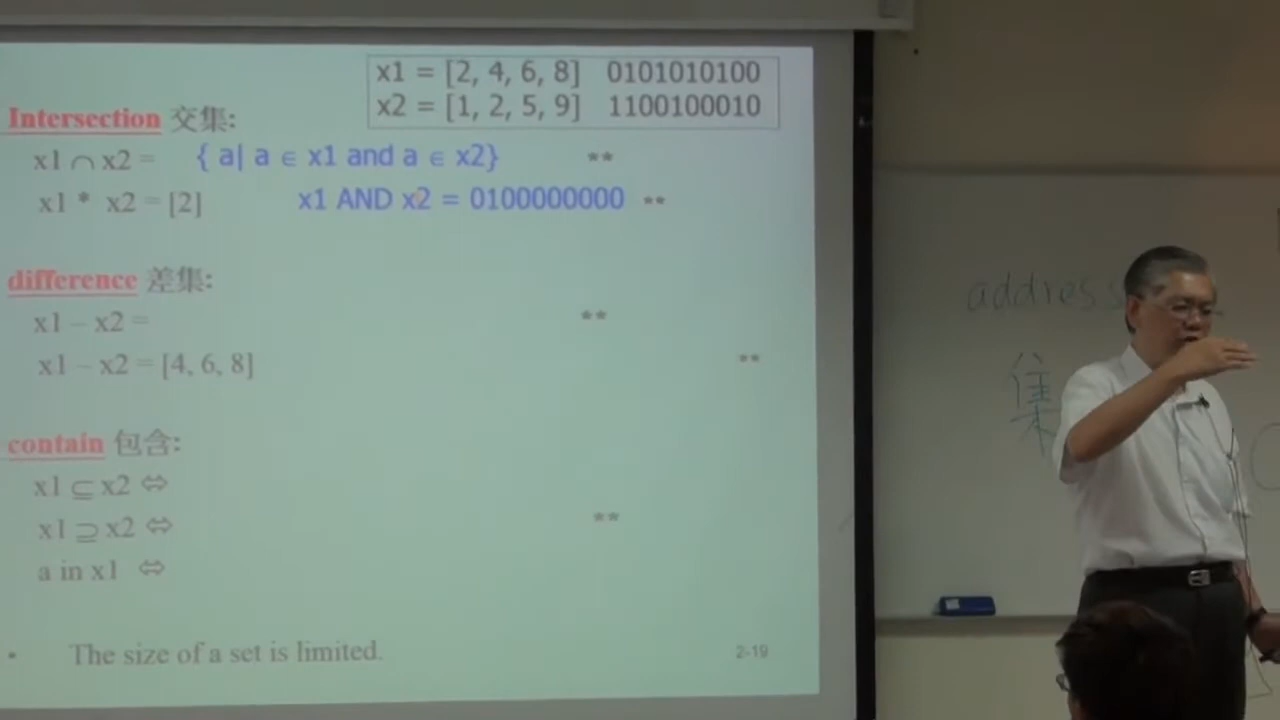 x1 = [2, 4, 6, 8] 0101010100
x2 = [1, 2, 5, 9] 1100100010
Intersection 交集:
x1 ∩ x2 = { a| a ∈ x1 and a ∈ x2} **
x1 * x2 = [2] x1 AND x2 = 0100000000 **
difference 差集:
x1 – x2 = **
x1 – x2 = [4, 6, 8] **
contain 包含:
x1 ⊆ x2 ⇔
x1 ⊇ x2 ⇔ **
a in x1 ⇔
• The size of a set is limited.
2-19
address
集